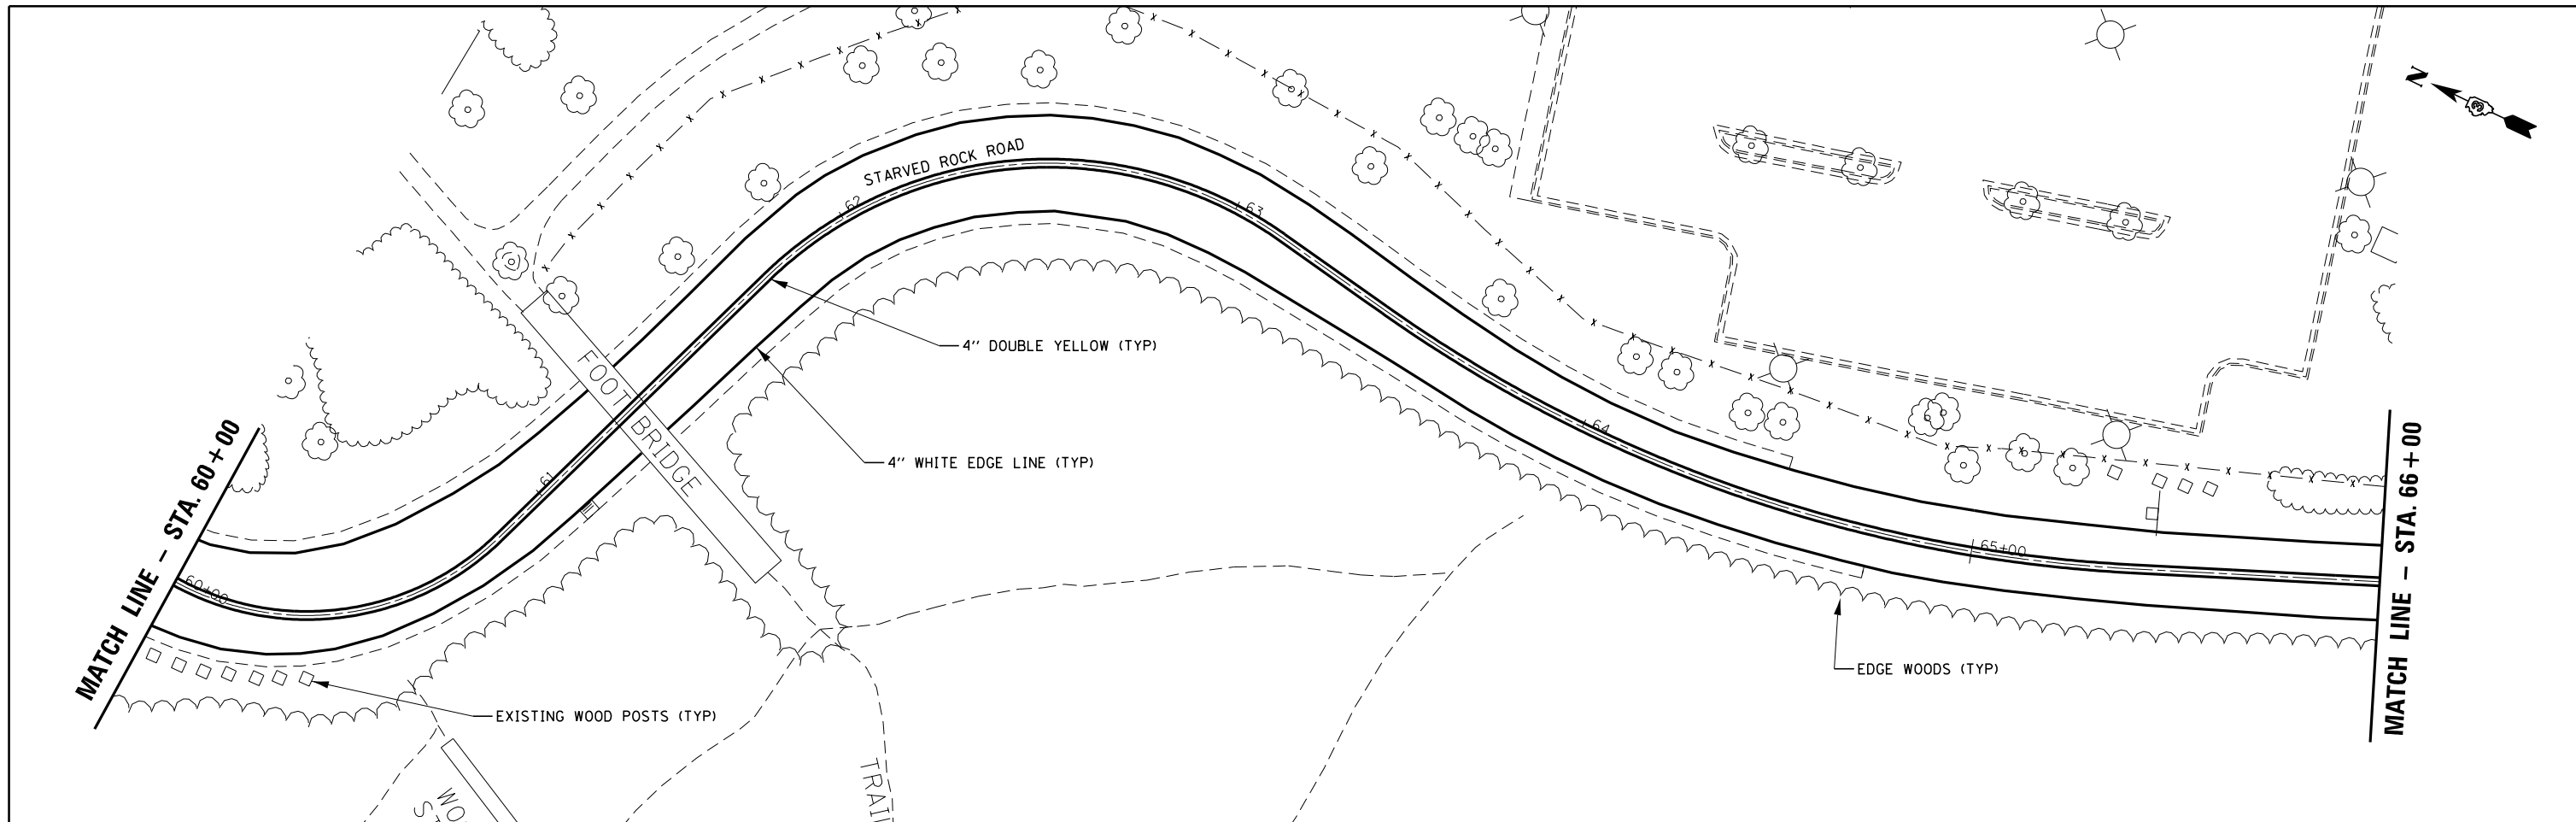 N
3
STARVED ROCK ROAD
62
63
4" DOUBLE YELLOW (TYP)
FOOT BRIDGE
64
MATCH LINE - STA. 60+00
4" WHITE EDGE LINE (TYP)
61
MATCH LINE - STA. 66+00
65+00
60+00
EDGE WOODS (TYP)
EXISTING WOOD POSTS (TYP)
TRAIL